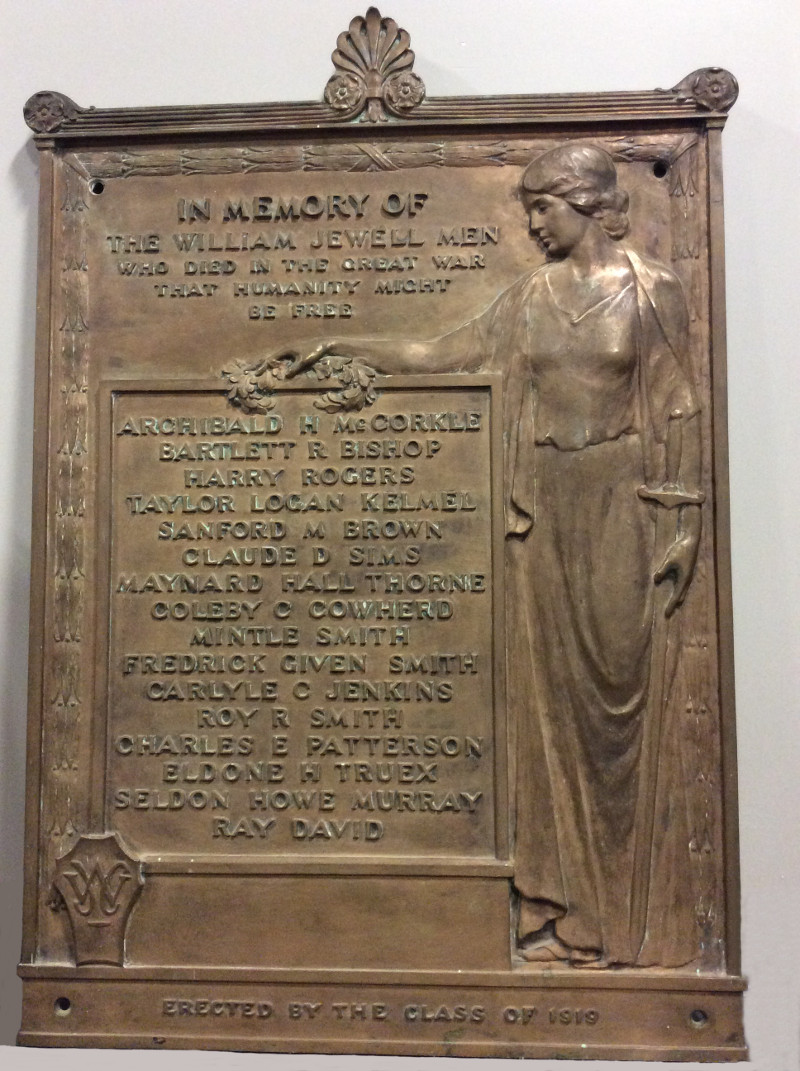 IN MEMORY OF
THE WILLIAM JEWELL MEN
WHO DIED IN THE GREAT WAR
THAT HUMANITY MIGHT
BE FREE
ARCHIBALD H McCORKLE
BARTLETT R BISHOP
HARRY ROGERS
TAYLOR LOGAN KELMEL
SANFORD M BROWN
CLAUDE D SIMS
MAYNARD HALL THORNE
COLEBY C COWHERD
MINTLE SMITH
FREDRICK GIVEN SMITH
CARLYLE C JENKINS
ROY R SMITH
CHARLES E PATTERSON
ELDONE H TRUEX
SELDON HOWE MURRAY
RAY DAVID
WJ
ERECTED BY THE CLASS OF 1919